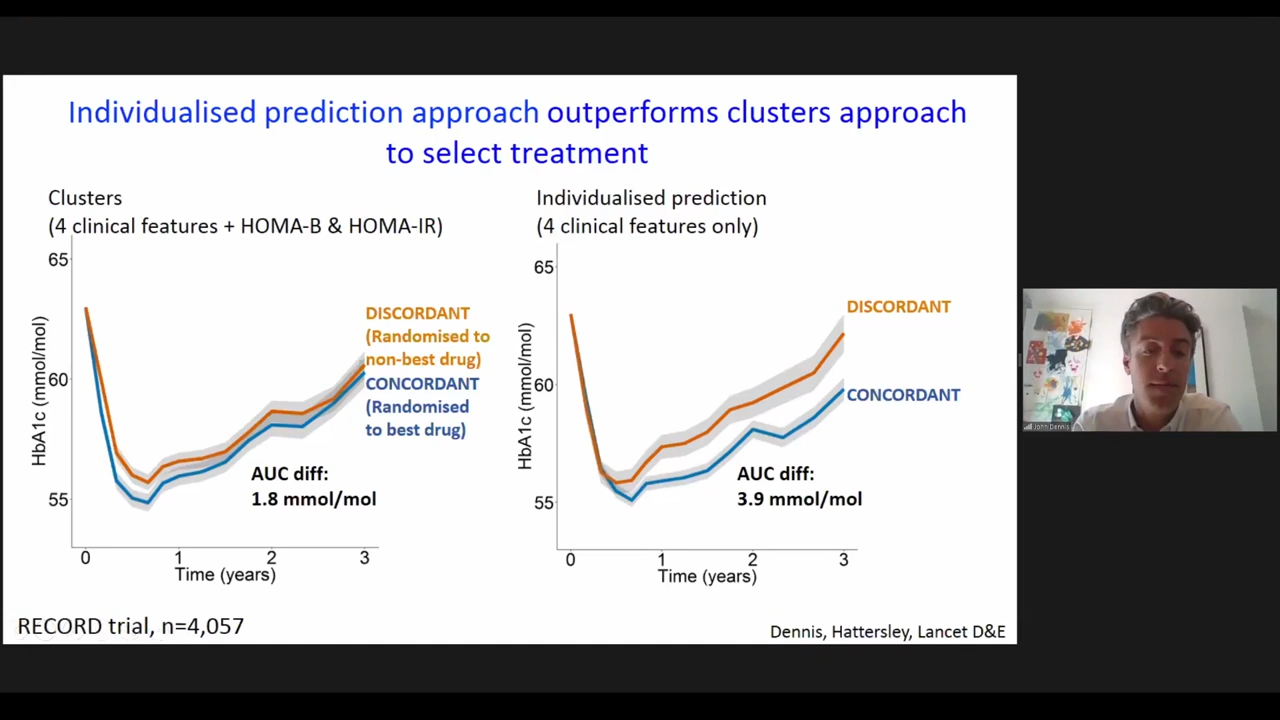 Individualised prediction approach outperforms clusters approach
to select treatment
Clusters
(4 clinical features + HOMA-B & HOMA-IR)
65
60
55
HbA1c (mmol/mol)
0 1 2 3
Time (years)
DISCORDANT
(Randomised to
non-best drug)
CONCORDANT
(Randomised
to best drug)
AUC diff:
1.8 mmol/mol
Individualised prediction
(4 clinical features only)
65
60
55
HbA1c (mmol/mol)
0 1 2 3
Time (years)
DISCORDANT
CONCORDANT
AUC diff:
3.9 mmol/mol
RECORD trial, n=4,057
Dennis, Hattersley, Lancet D&E
John Dennis